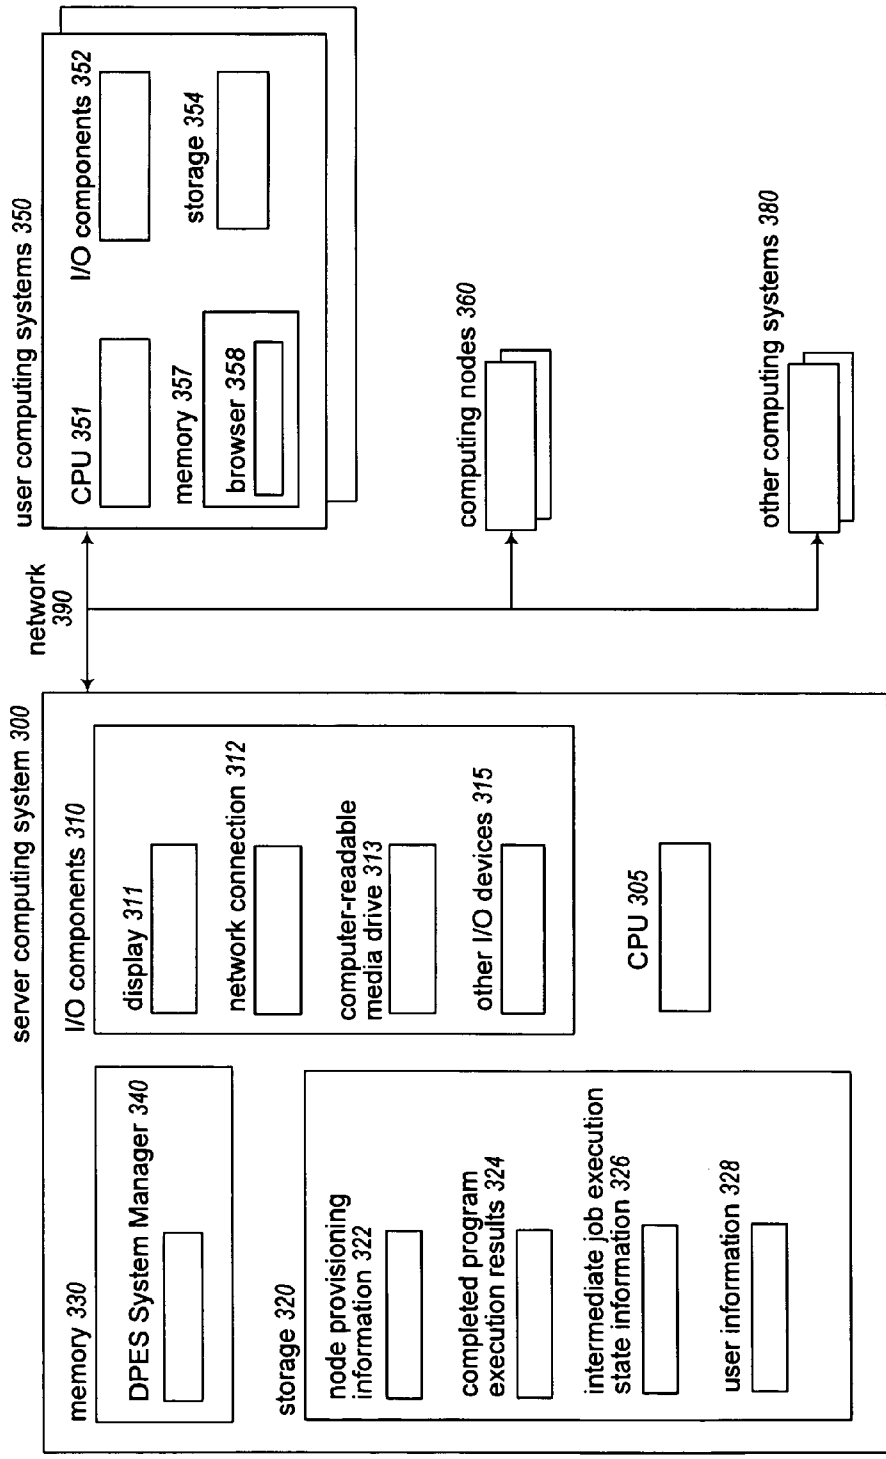 server computing system 300
memory 330
DPES System Manager 340
storage 320
node provisioning
information 322
completed program
execution results 324
intermediate job execution
state information 326
user information 328
I/O components 310
display 311
network connection 312
computer-readable
media drive 313
other I/O devices 315
CPU 305
network
390
user computing systems 350
CPU 351
I/O components 352
memory 357
browser 358
storage 354
computing nodes 360
other computing systems 380